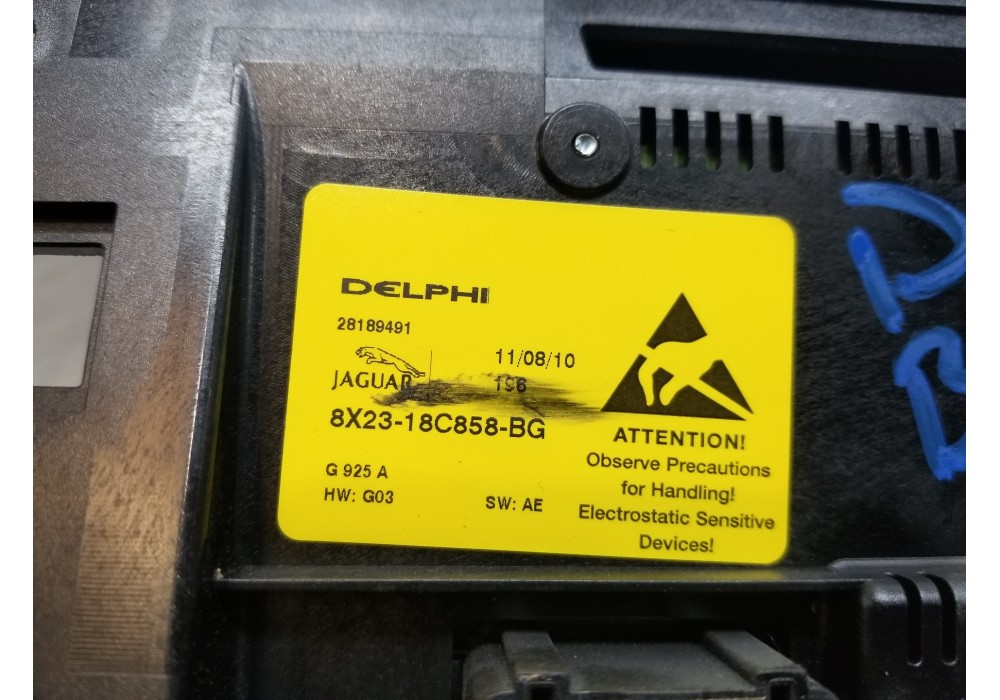 DELPHI
28189491
11/08/10
JAGUAR
196
8X23-18C858-BG
G 925 A
HW: G03
SW: AE
ATTENTION!
Observe Precautions
for Handling!
Electrostatic Sensitive
Devices!